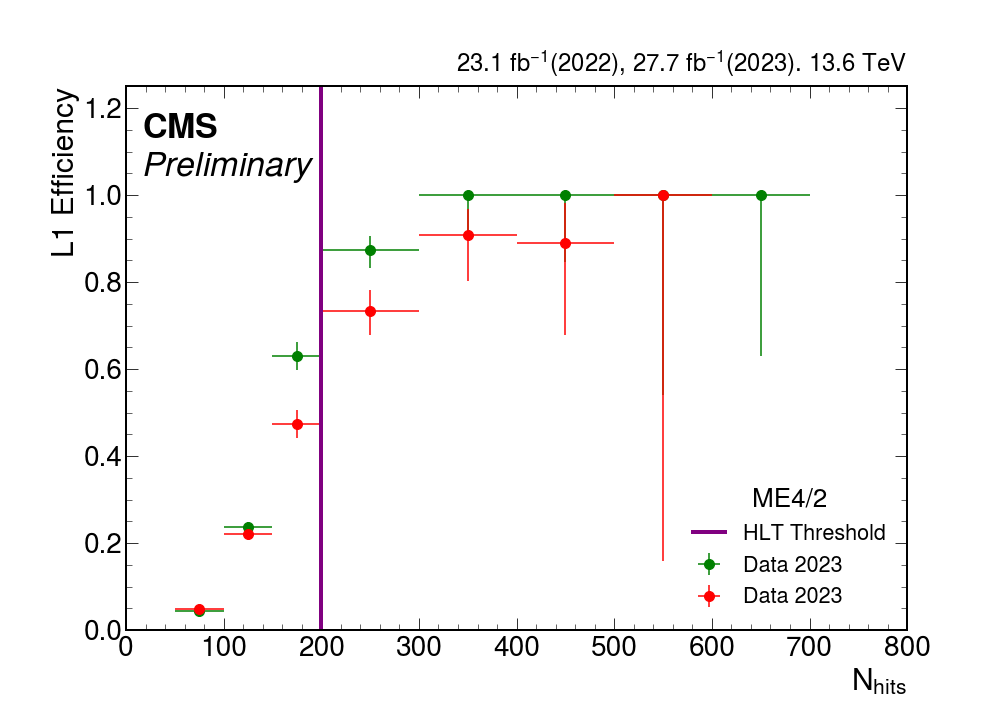 23.1 fb⁻¹(2022), 27.7 fb⁻¹(2023). 13.6 TeV
CMS
Preliminary
L1 Efficiency
1.2
1.0
0.8
0.6
0.4
0.2
0.0
ME4/2
HLT Threshold
Data 2023
Data 2023
0 100 200 300 400 500 600 700 800
N_hits